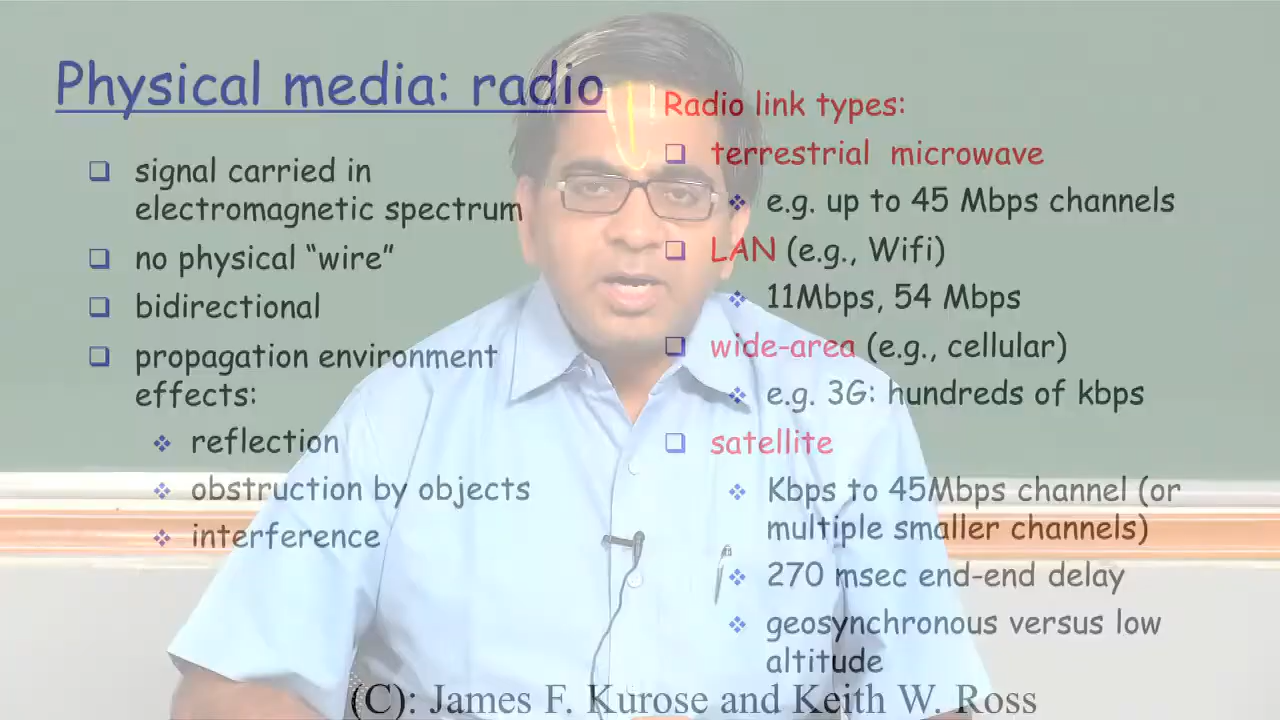 Physical media: radio
signal carried in
electromagnetic spectrum
no physical “wire”
bidirectional
propagation environment
effects:
reflection
obstruction by objects
interference
Radio link types:
terrestrial microwave
e.g. up to 45 Mbps channels
LAN (e.g., Wifi)
11Mbps, 54 Mbps
wide-area (e.g., cellular)
e.g. 3G: hundreds of kbps
satellite
Kbps to 45Mbps channel (or
multiple smaller channels)
270 msec end-end delay
geosynchronous versus low
altitude
(C): James F. Kurose and Keith W. Ross